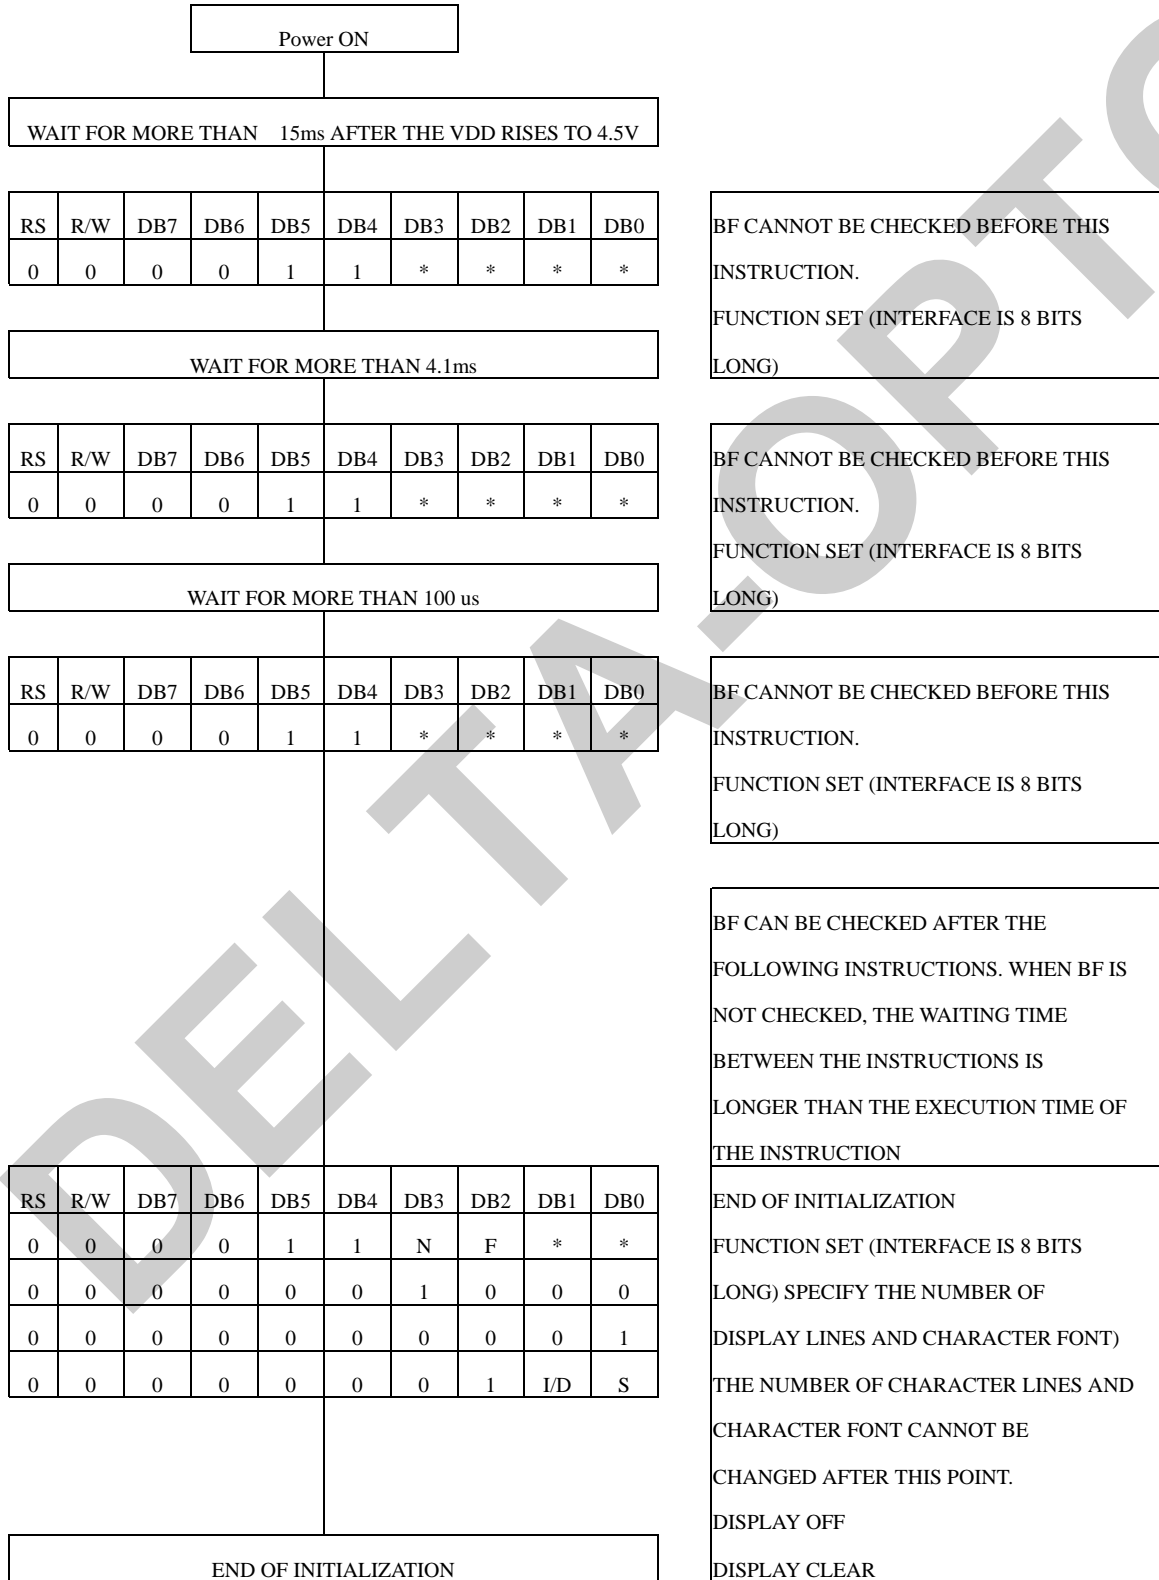 Power ON
WAIT FOR MORE THAN 15ms AFTER THE VDD RISES TO 4.5V
RS R/W DB7 DB6 DB5 DB4 DB3 DB2 DB1 DB0
0 0 0 0 1 1 * * * *
BF CANNOT BE CHECKED BEFORE THIS
INSTRUCTION.
FUNCTION SET (INTERFACE IS 8 BITS
LONG)
WAIT FOR MORE THAN 4.1ms
RS R/W DB7 DB6 DB5 DB4 DB3 DB2 DB1 DB0
0 0 0 0 1 1 * * * *
BF CANNOT BE CHECKED BEFORE THIS
INSTRUCTION.
FUNCTION SET (INTERFACE IS 8 BITS
LONG)
WAIT FOR MORE THAN 100 us
RS R/W DB7 DB6 DB5 DB4 DB3 DB2 DB1 DB0
0 0 0 0 1 1 * * * *
BF CANNOT BE CHECKED BEFORE THIS
INSTRUCTION.
FUNCTION SET (INTERFACE IS 8 BITS
LONG)
BF CAN BE CHECKED AFTER THE
FOLLOWING INSTRUCTIONS. WHEN BF IS
NOT CHECKED, THE WAITING TIME
BETWEEN THE INSTRUCTIONS IS
LONGER THAN THE EXECUTION TIME OF
THE INSTRUCTION
RS R/W DB7 DB6 DB5 DB4 DB3 DB2 DB1 DB0
0 0 0 0 1 1 N F * *
0 0 0 0 0 0 1 0 0 0
0 0 0 0 0 0 0 0 0 1
0 0 0 0 0 0 0 1 I/D S
END OF INITIALIZATION
FUNCTION SET (INTERFACE IS 8 BITS
LONG) SPECIFY THE NUMBER OF
DISPLAY LINES AND CHARACTER FONT)
THE NUMBER OF CHARACTER LINES AND
CHARACTER FONT CANNOT BE
CHANGED AFTER THIS POINT.
DISPLAY OFF
DISPLAY CLEAR
END OF INITIALIZATION
DELTA-OPTO